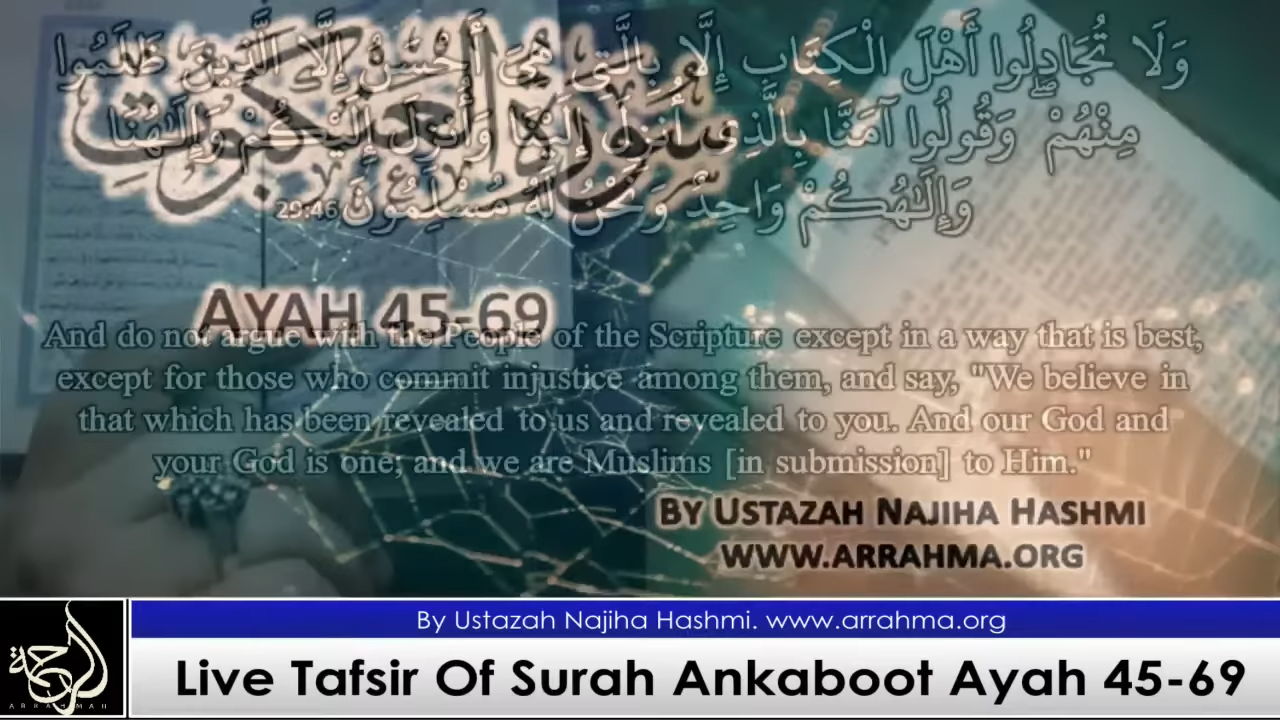 وَلَا تُجَادِلُوا أَهْلَ الْكِتَابِ إِلَّا بِالَّتِي هِيَ أَحْسَنُ إِلَّا الَّذِينَ ظَلَمُوا
مِنْهُمْ ۖ وَقُولُوا آمَنَّا بِالَّذِي أُنزِلَ إِلَيْنَا وَأُنزِلَ إِلَيْكُمْ وَإِلَٰهُنَا
وَإِلَٰهُكُمْ وَاحِدٌ وَنَحْنُ لَهُ مُسْلِمُونَ 29:46
سورة العنكبوت
AYAH 45-69
And do not argue with the People of the Scripture except in a way that is best,
except for those who commit injustice among them, and say, "We believe in
that which has been revealed to us and revealed to you. And our God and
your God is one; and we are Muslims [in submission] to Him."
BY USTAZAH NAJIHA HASHMI
WWW.ARRAHMA.ORG
By Ustazah Najiha Hashmi. www.arrahma.org
Live Tafsir Of Surah Ankaboot Ayah 45-69
الرحمة
ARRAHMAH